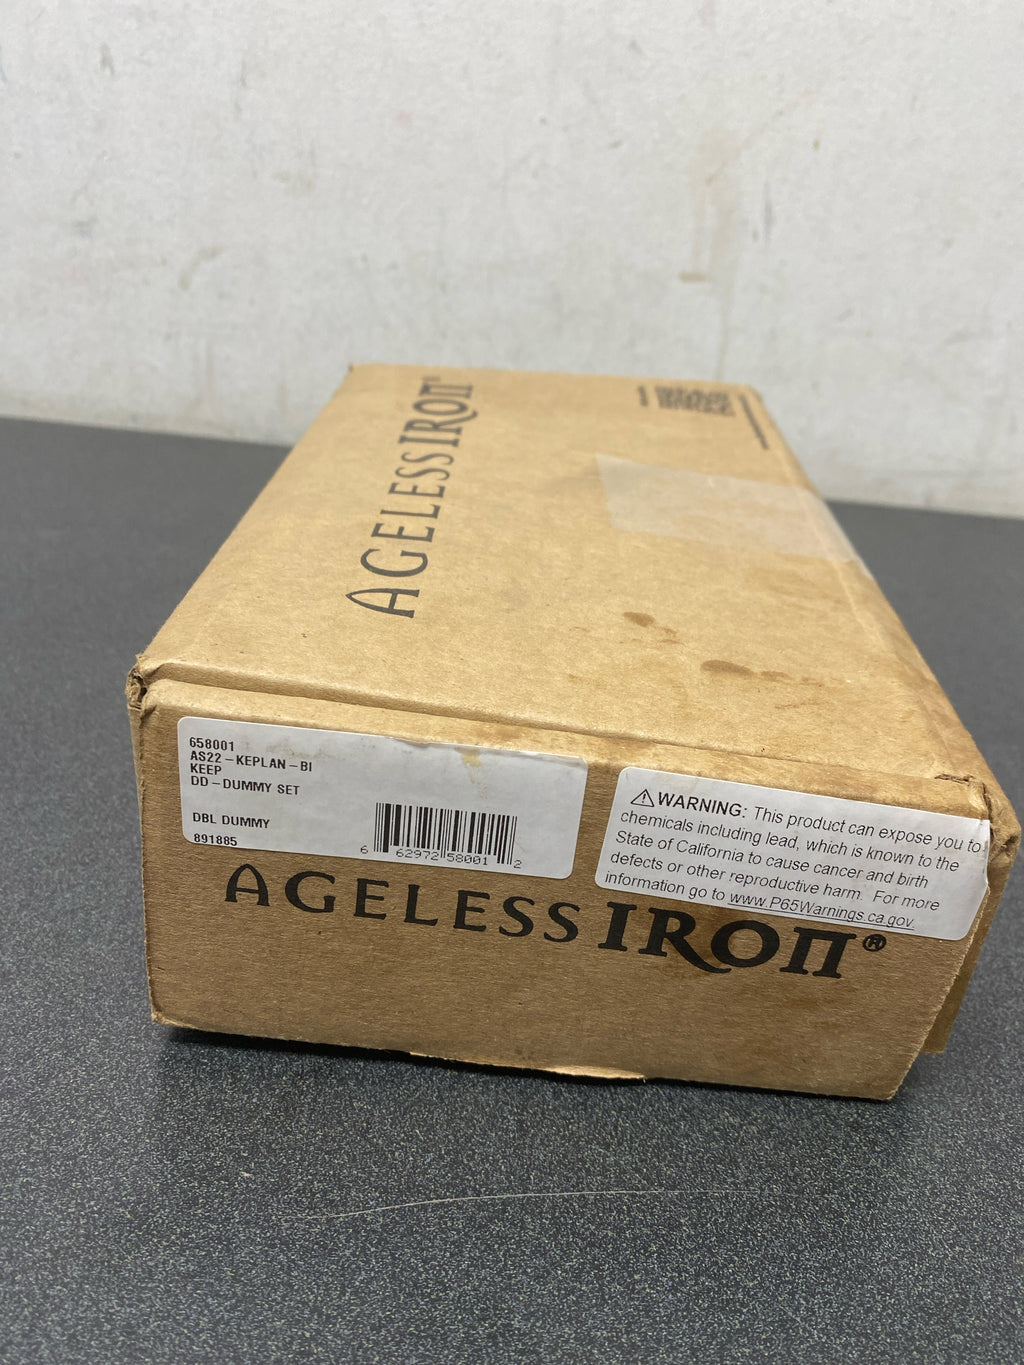 AGELESS IRON®
658001
AS22-KEPLAN-BI
KEEP
DD-DUMMY SET
DBL DUMMY
891885
6 62972 58001 2
⚠WARNING: This product can expose you to
chemicals including lead, which is known to the
State of California to cause cancer and birth
defects or other reproductive harm. For more
information go to www.P65Warnings.ca.gov.
AGELESS IRON®